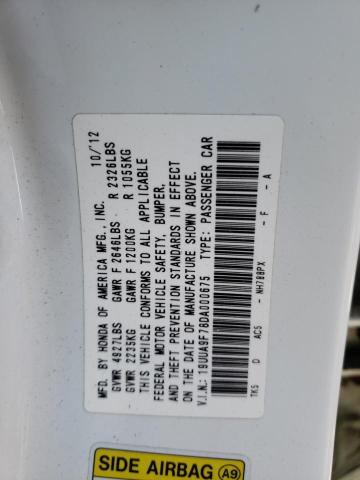 MFD. BY HONDA OF AMERICA MFG., INC. 10/12
GVWR 4927LBS GAWR F 2646LBS R 2326LBS
GVWR 2235KG GAWR F 1200KG R 1055KG
THIS VEHICLE CONFORMS TO ALL APPLICABLE
FEDERAL MOTOR VEHICLE SAFETY, BUMPER,
AND THEFT PREVENTION STANDARDS IN EFFECT
ON THE DATE OF MANUFACTURE SHOWN ABOVE.
V.I.N.: 19UUA9F78DA000675 TYPE: PASSENGER CAR
TK5 D AC5 - NH788PX - F - A
SIDE AIRBAG A9